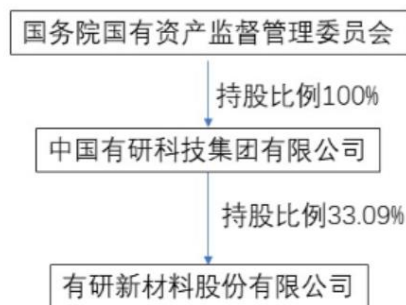 国务院国有资产监督管理委员会
持股比例100%
中国有研科技集团有限公司
持股比例33.09%
有研新材料股份有限公司